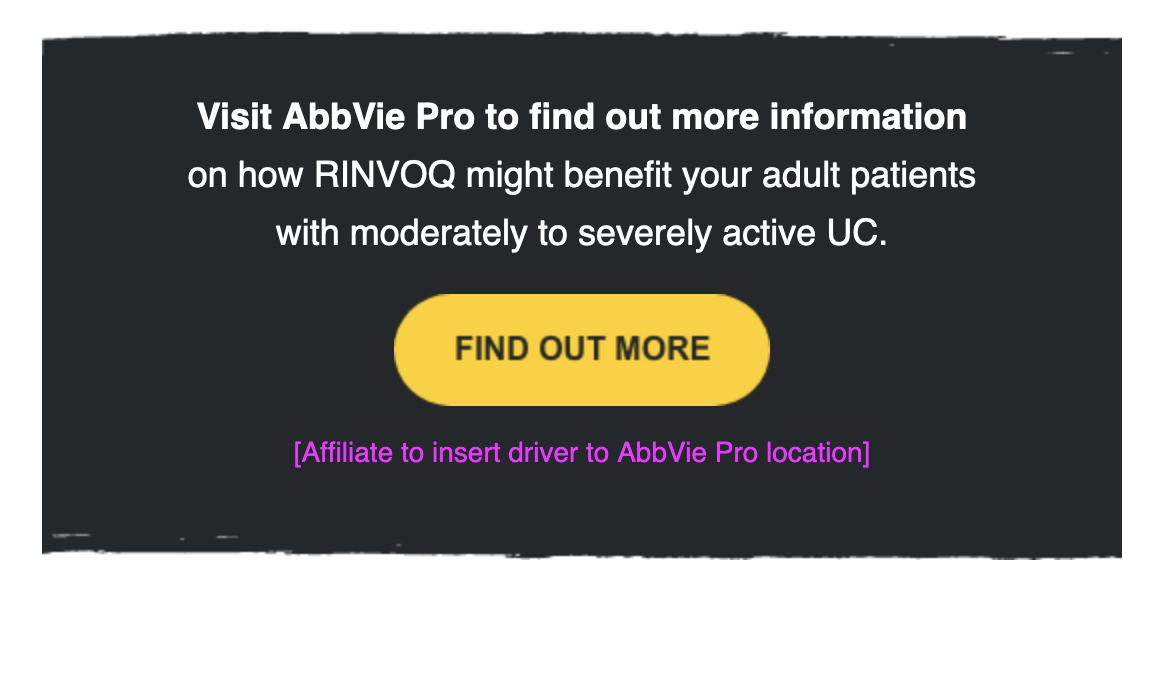 Visit AbbVie Pro to find out more information
on how RINVOQ might benefit your adult patients
with moderately to severely active UC.
FIND OUT MORE
[Affiliate to insert driver to AbbVie Pro location]